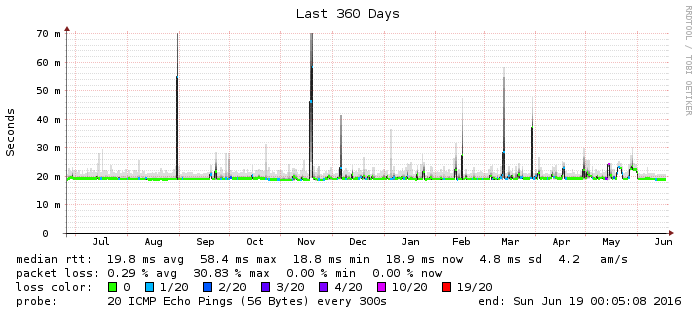 Last 360 Days
RRDTOOL / TOBI OETIKER
Seconds
70 m
60 m
50 m
40 m
30 m
20 m
10 m
0
Jul Aug Sep Oct Nov Dec Jan Feb Mar Apr May Jun
median rtt: 19.8 ms avg 58.4 ms max 18.8 ms min 18.9 ms now 4.8 ms sd 4.2 am/s
packet loss: 0.29 % avg 30.83 % max 0.00 % min 0.00 % now
loss color: 0 1/20 2/20 3/20 4/20 10/20 19/20
probe: 20 ICMP Echo Pings (56 Bytes) every 300s end: Sun Jun 19 00:05:08 2016